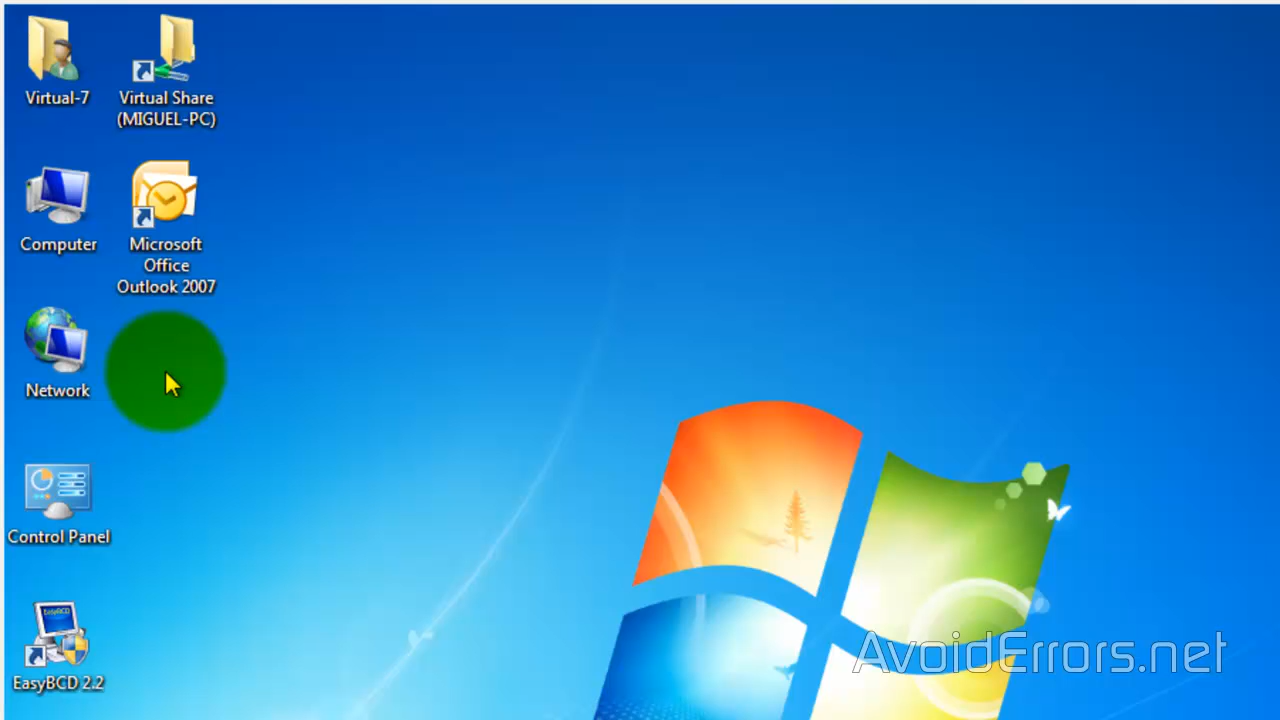 Virtual-7
Virtual Share
(MIGUEL-PC)
Computer
Microsoft
Office
Outlook 2007
Network
Control Panel
EasyBCD
EasyBCD 2.2
AvoidErrors.net